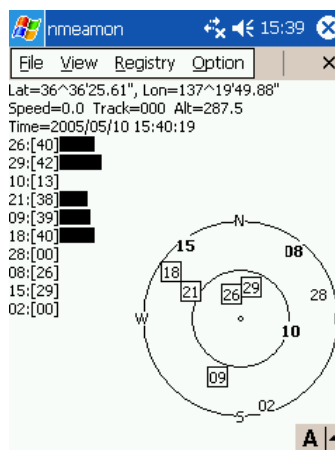 nmeamon 15:39
File View Registry Option
Lat=36^36'25.61", Lon=137^19'49.88"
Speed=0.0 Track=000 Alt=287.5
Time=2005/05/10 15:40:19
26:[40]
29:[42]
10:[13]
21:[38]
09:[39]
18:[40]
28:[00]
08:[26]
15:[29]
02:[00]
N
15 08
18
21 26 29 28
W
10
09
02
S
A